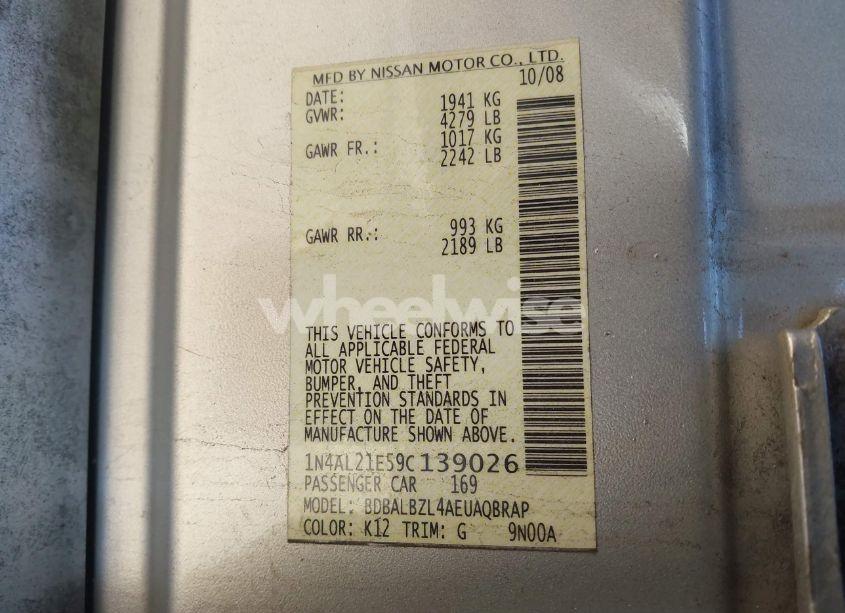 MFD BY NISSAN MOTOR CO., LTD.
DATE: 10/08
GVWR: 1941 KG
4279 LB
GAWR FR.: 1017 KG
2242 LB
GAWR RR.: 993 KG
2189 LB
wheelwise
THIS VEHICLE CONFORMS TO
ALL APPLICABLE FEDERAL
MOTOR VEHICLE SAFETY,
BUMPER, AND THEFT
PREVENTION STANDARDS IN
EFFECT ON THE DATE OF
MANUFACTURE SHOWN ABOVE.
1N4AL21E59C139026
PASSENGER CAR 169
MODEL: BDBALBZL4AEUAQBRAP
COLOR: K12 TRIM: G 9N00A